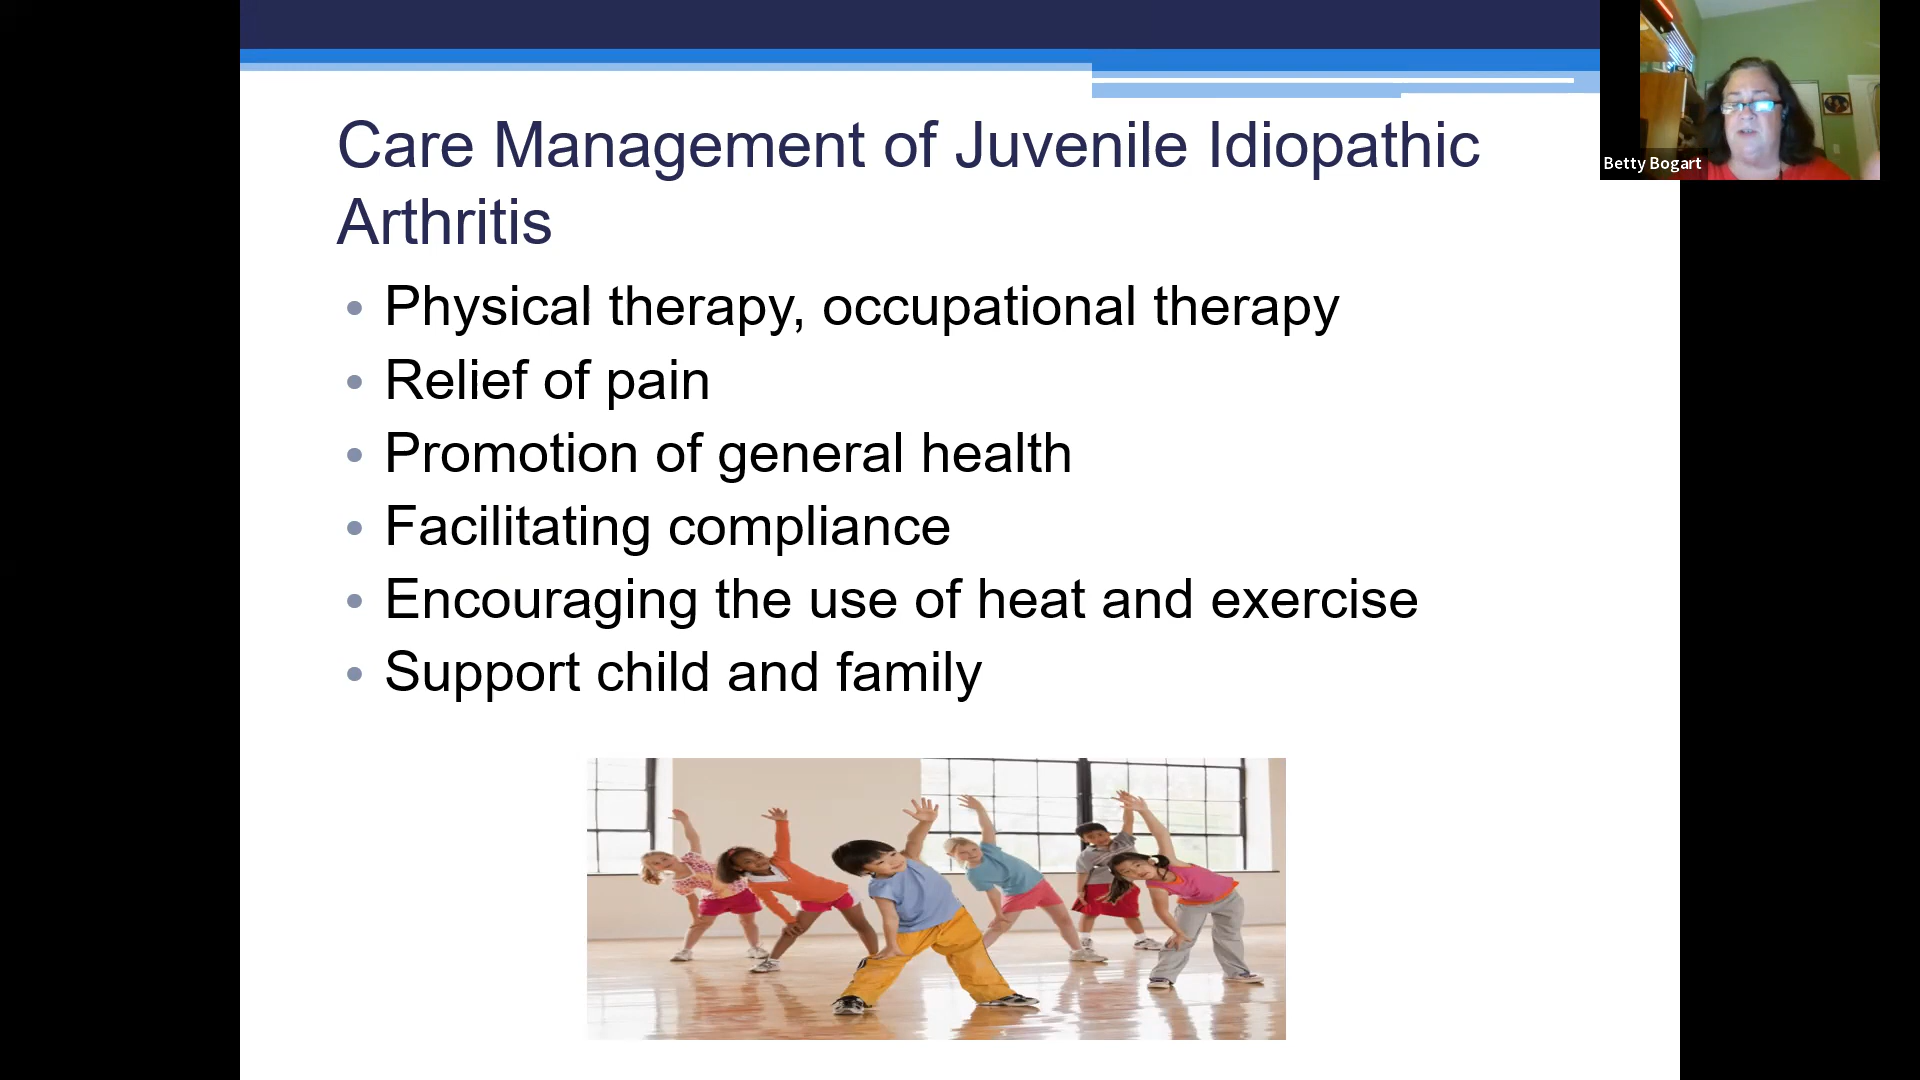 Care Management of Juvenile Idiopathic
Arthritis
• Physical therapy, occupational therapy
• Relief of pain
• Promotion of general health
• Facilitating compliance
• Encouraging the use of heat and exercise
• Support child and family
Betty Bogart